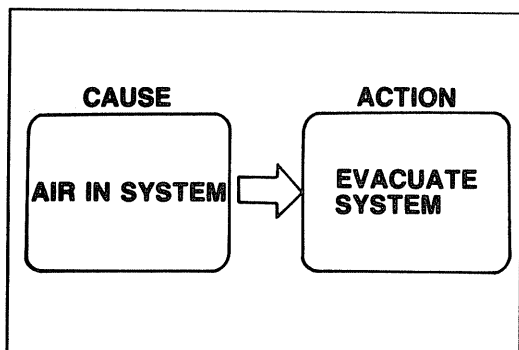 CAUSE
ACTION
AIR IN SYSTEM
EVACUATE
SYSTEM